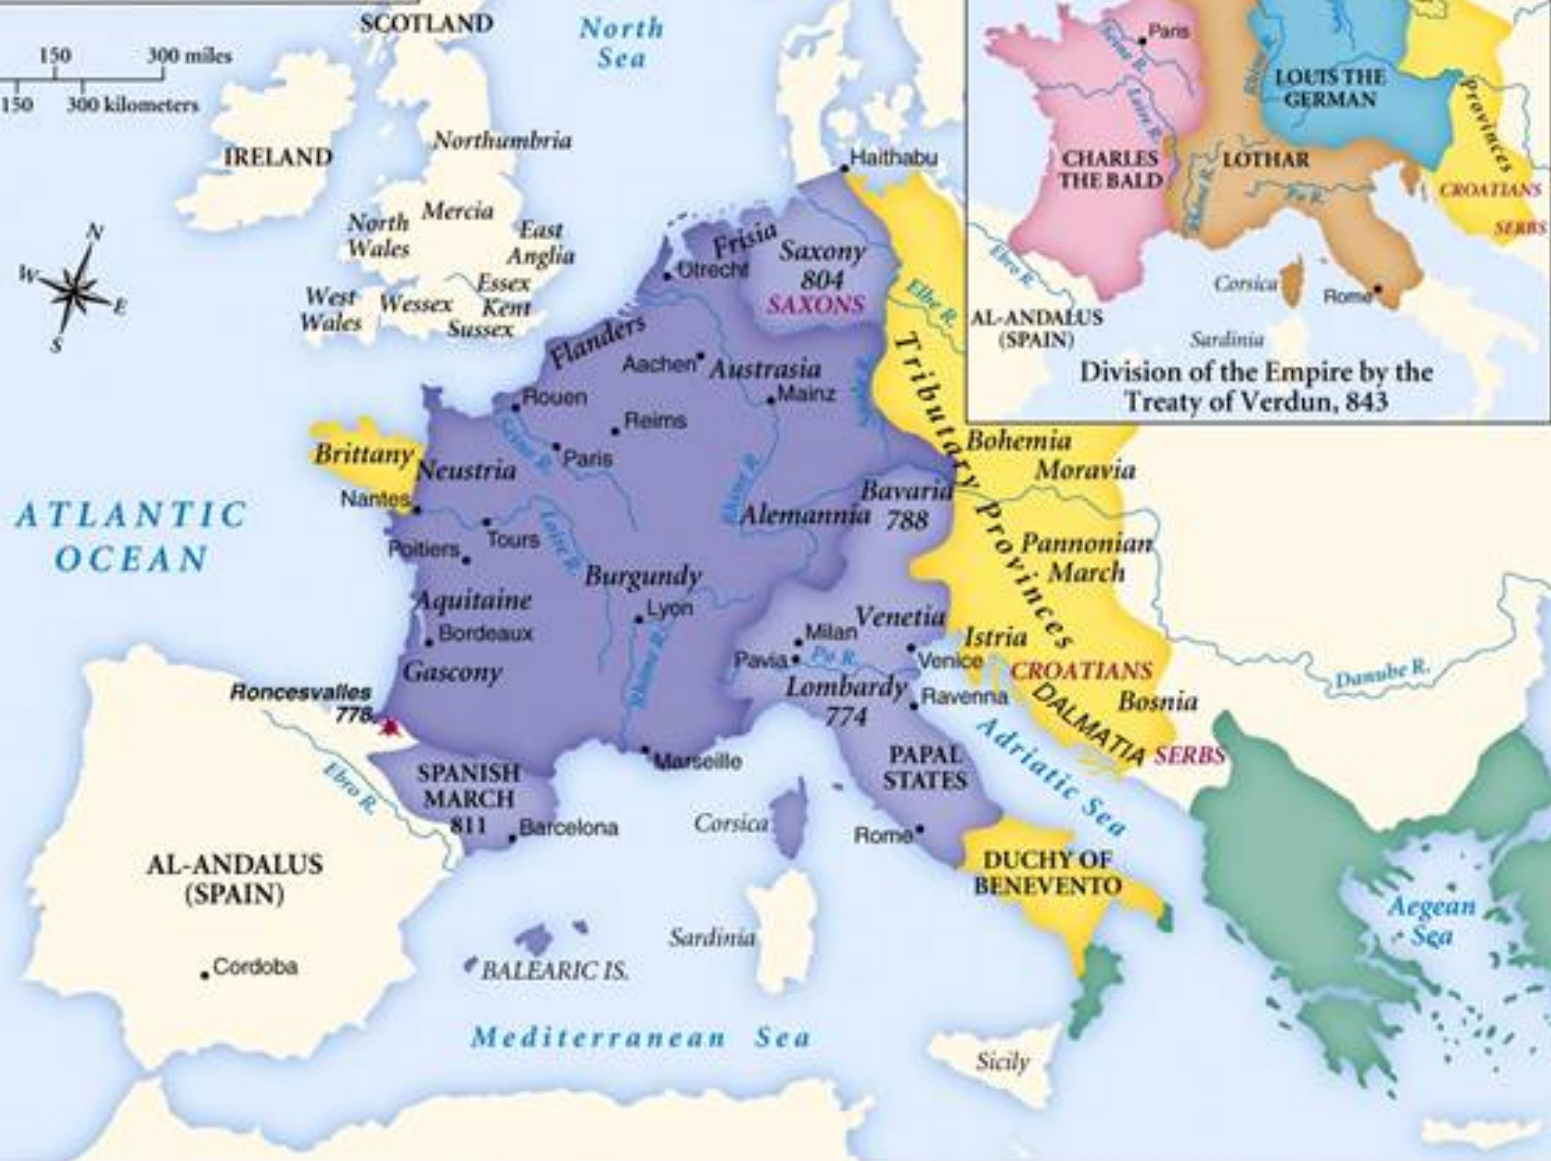 SCOTLAND
North
Sea
150
300 miles
150
300 kilometers
IRELAND
Northumbria
Haithabu
N
W
E
S
North
Wales
Mercia
East
Anglia
Essex
West
Wales
Wessex
Kent
Sussex
Frisia
Utrecht
Saxony
804
SAXONS
Elbe R.
Flanders
Aachen
Austrasia
Mainz
Rouen
Reims
Seine R.
Paris
Brittany
Neustria
Nantes
Rhine R.
Bavaria
788
Alemannia
Tributary Provinces
Bohemia
Moravia
ATLANTIC
OCEAN
Poitiers
Tours
Loire R.
Pannonian
March
Burgundy
Aquitaine
Lyon
Bordeaux
Gascony
Rhône R.
Milan
Venetia
Istria
Pavia
Po R.
Venice
CROATIANS
Danube R.
Lombardy
774
Ravenna
DALMATIA
Bosnia
SERBS
Roncesvalles
778
Adriatic Sea
Marseille
PAPAL
STATES
SPANISH
MARCH
811
Ebro R.
Barcelona
Corsica
Rome
AL-ANDALUS
(SPAIN)
DUCHY OF
BENEVENTO
Aegean
Sea
Sardinia
Cordoba
BALEARIC IS.
Mediterranean Sea
Sicily
Paris
Seine R.
Rhine R.
LOUIS THE
GERMAN
Provinces
Loire R.
CHARLES
THE BALD
LOTHAR
Rhône R.
Po R.
CROATIANS
SERBS
Ebro R.
Corsica
Rome
AL-ANDALUS
(SPAIN)
Sardinia
Division of the Empire by the
Treaty of Verdun, 843